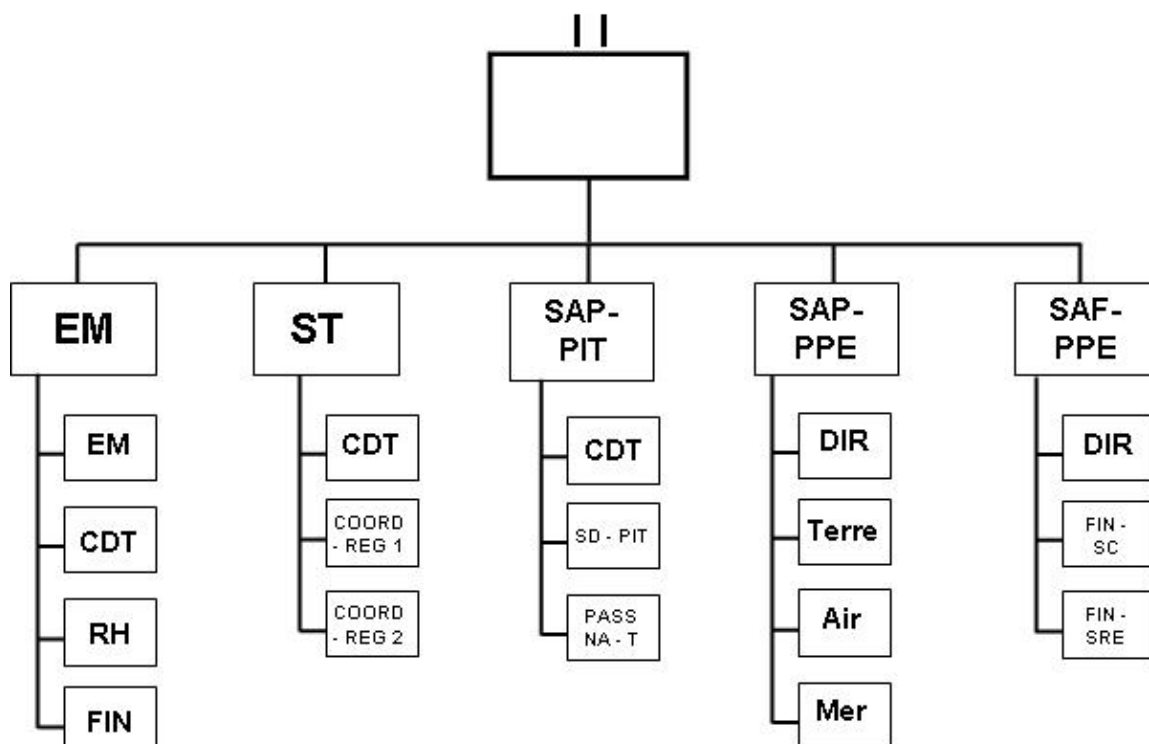 EM
ST
SAP-
PIT
SAP-
PPE
SAF-
PPE
EM
CDT
RH
FIN
CDT
COORD
- REG 1
COORD
- REG 2
CDT
SD - PIT
PASS
NA - T
DIR
Terre
Air
Mer
DIR
FIN -
SC
FIN -
SRE